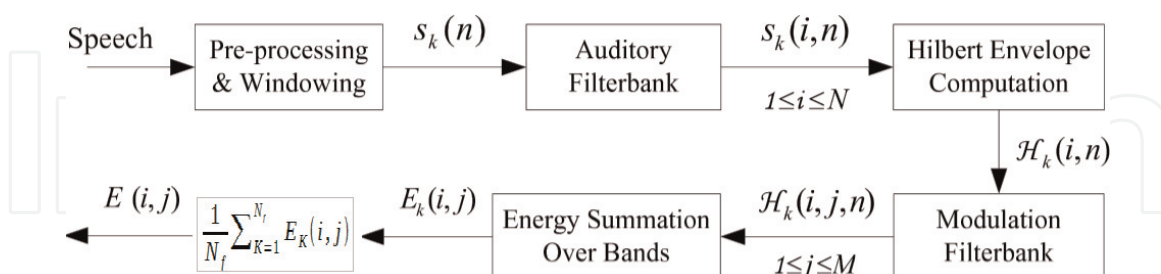 Speech
Pre-processing
& Windowing
s_k(n)
Auditory
Filterbank
s_k(i,n)
1≤i≤N
Hilbert Envelope
Computation
ℋ_k(i,n)
Modulation
Filterbank
ℋ_k(i,j,n)
1≤j≤M
Energy Summation
Over Bands
E_k(i,j)
1/N_f ∑_{K=1}^{N_f} E_K(i,j)
E (i,j)